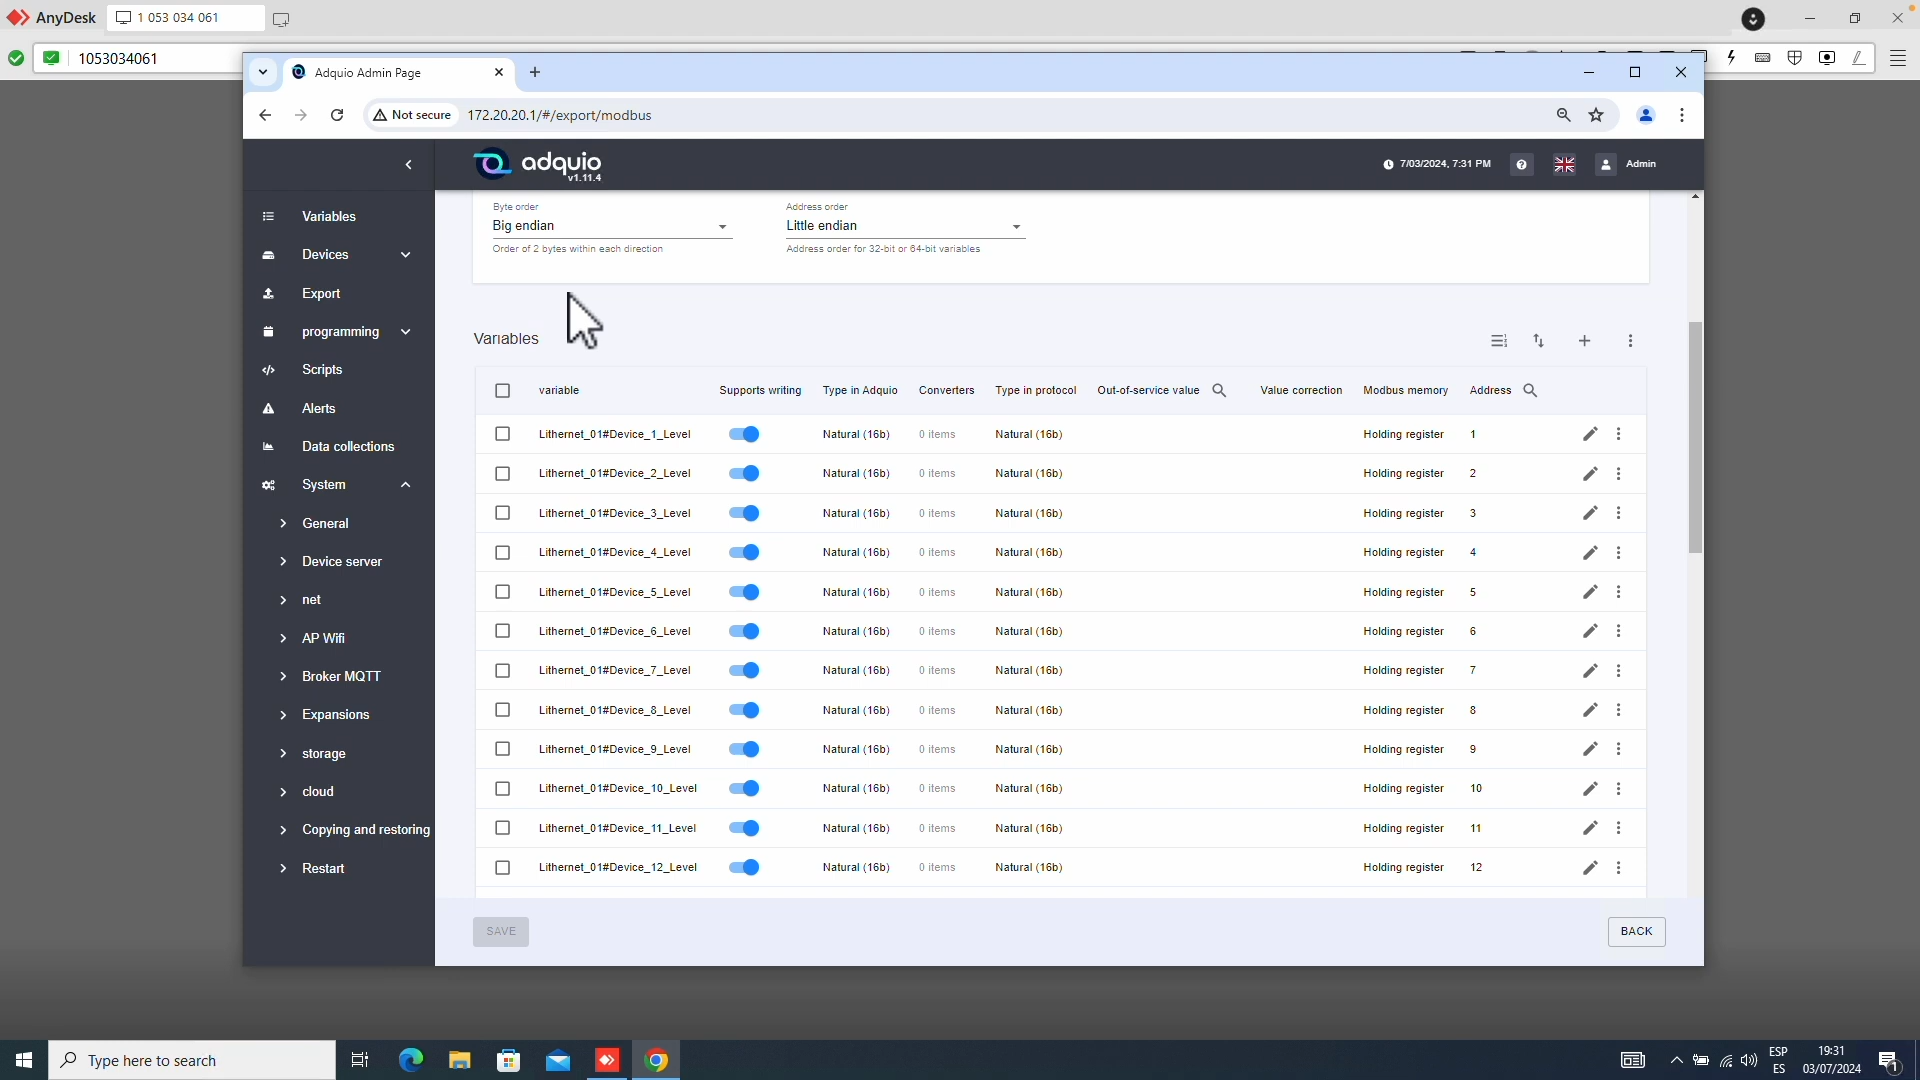 AnyDesk
1 053 034 061
1053034061
Adquio Admin Page
Not secure
172.20.20.1/#/export/modbus
adquio
v1.11.4
7/03/2024, 7:31 PM
Admin
Variables
Devices
Export
programming
Scripts
Alerts
Data collections
System
General
Device server
net
AP Wifi
Broker MQTT
Expansions
storage
cloud
Copying and restoring
Restart
Byte order
Big endian
Order of 2 bytes within each direction
Address order
Little endian
Address order for 32-bit or 64-bit variables
Variables
variable Supports writing Type in Adquio Converters Type in protocol Out-of-service value Value correction Modbus memory Address
Lithernet_01#Device_1_Level Natural (16b) 0 items Natural (16b) Holding register 1
Lithernet_01#Device_2_Level Natural (16b) 0 items Natural (16b) Holding register 2
Lithernet_01#Device_3_Level Natural (16b) 0 items Natural (16b) Holding register 3
Lithernet_01#Device_4_Level Natural (16b) 0 items Natural (16b) Holding register 4
Lithernet_01#Device_5_Level Natural (16b) 0 items Natural (16b) Holding register 5
Lithernet_01#Device_6_Level Natural (16b) 0 items Natural (16b) Holding register 6
Lithernet_01#Device_7_Level Natural (16b) 0 items Natural (16b) Holding register 7
Lithernet_01#Device_8_Level Natural (16b) 0 items Natural (16b) Holding register 8
Lithernet_01#Device_9_Level Natural (16b) 0 items Natural (16b) Holding register 9
Lithernet_01#Device_10_Level Natural (16b) 0 items Natural (16b) Holding register 10
Lithernet_01#Device_11_Level Natural (16b) 0 items Natural (16b) Holding register 11
Lithernet_01#Device_12_Level Natural (16b) 0 items Natural (16b) Holding register 12
SAVE
BACK
Type here to search
ESP
ES
19:31
03/07/2024
1